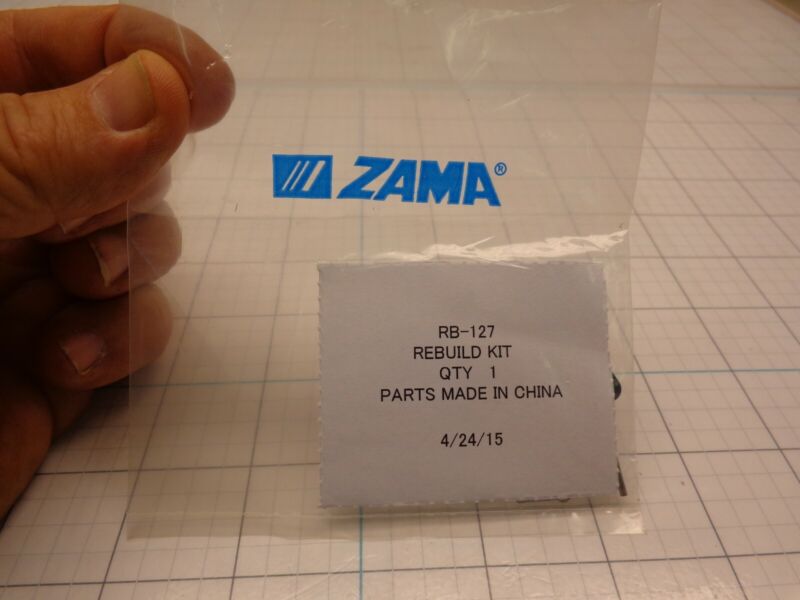 ZAMA®
RB-127
REBUILD KIT
QTY 1
PARTS MADE IN CHINA
4/24/15